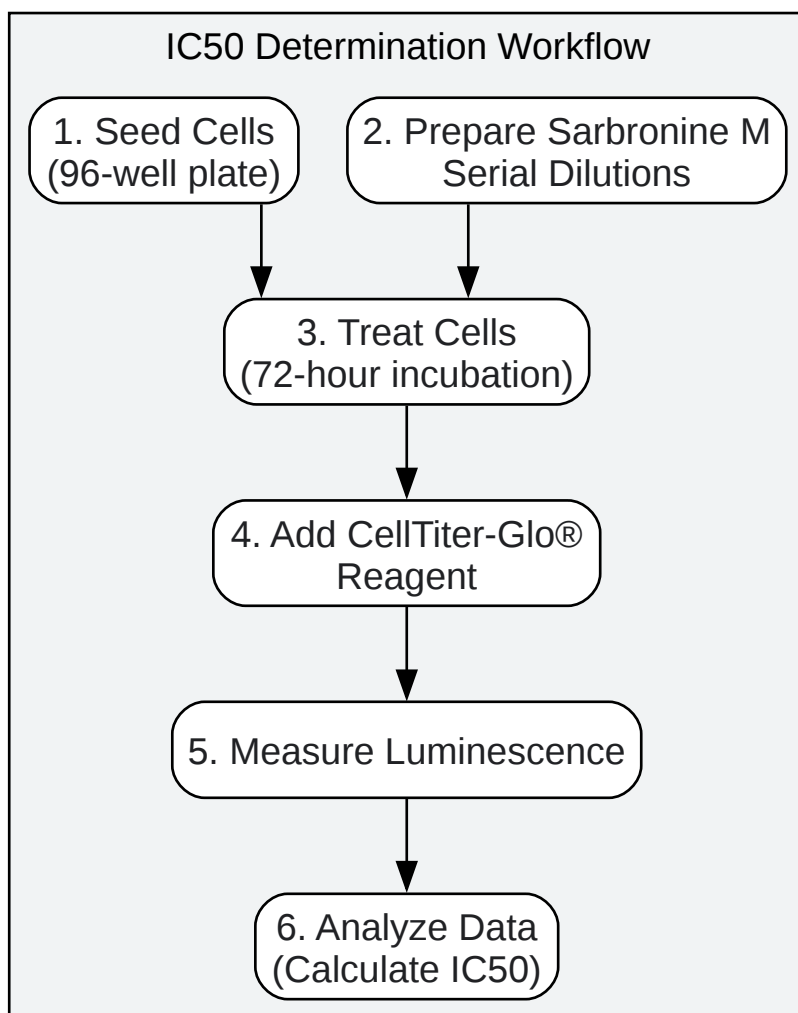 IC50 Determination Workflow
1. Seed Cells
(96-well plate)
2. Prepare Sarbronine M
Serial Dilutions
3. Treat Cells
(72-hour incubation)
4. Add CellTiter-Glo®
Reagent
5. Measure Luminescence
6. Analyze Data
(Calculate IC50)